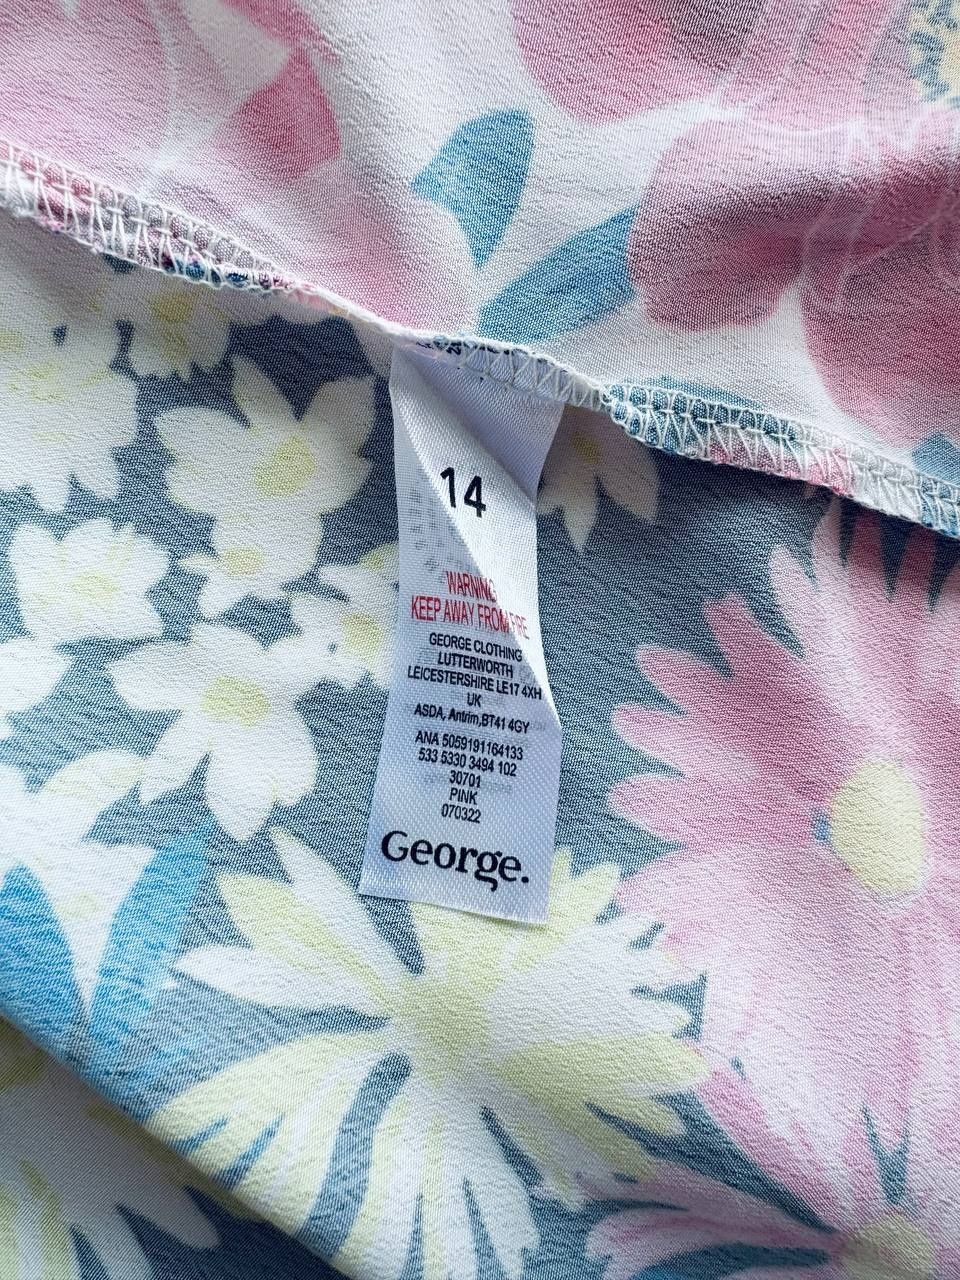 14
WARNING
KEEP AWAY FROM FIRE
GEORGE CLOTHING
LUTTERWORTH
LEICESTERSHIRE LE17 4XH
UK
ASDA, Antrim,BT41 4GY
ANA 5059191164133
533 5330 3494 102
30701
PINK
070322
George.